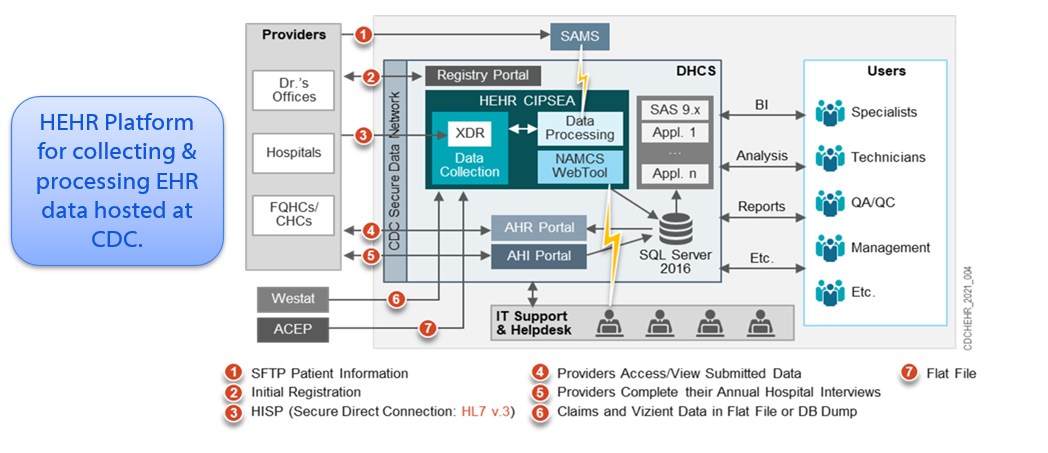 HEHR Platform
for collecting &
processing EHR
data hosted at
CDC.
Providers
Dr.'s
Offices
Hospitals
FQHCs/
CHCs
Westat
ACEP
1
2
3
4
5
6
7
SAMS
CDC Secure Data Network
Registry Portal
DHCS
HEHR CIPSEA
XDR
Data
Collection
Data
Processing
NAMCS
WebTool
SAS 9.x
Appl. 1
...
Appl. n
AHR Portal
AHI Portal
SQL Server
2016
IT Support
& Helpdesk
BI
Analysis
Reports
Etc.
Users
Specialists
Technicians
QA/QC
Management
Etc.
CDCHEHR_2021_004
1 SFTP Patient Information
2 Initial Registration
3 HISP (Secure Direct Connection: HL7 v.3)
4 Providers Access/View Submitted Data
5 Providers Complete their Annual Hospital Interviews
6 Claims and Vizient Data in Flat File or DB Dump
7 Flat File